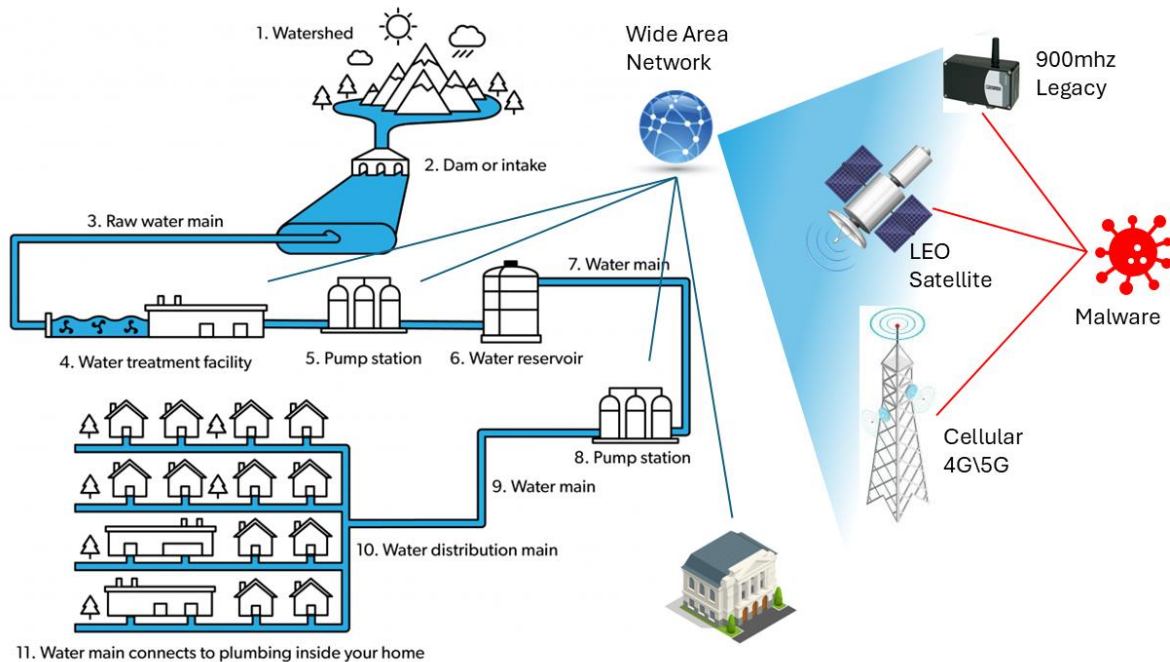 1. Watershed
2. Dam or intake
3. Raw water main
4. Water treatment facility
5. Pump station
6. Water reservoir
7. Water main
8. Pump station
9. Water main
10. Water distribution main
11. Water main connects to plumbing inside your home
Wide Area
Network
900mhz
Legacy
LEO
Satellite
Malware
Cellular
4G\5G